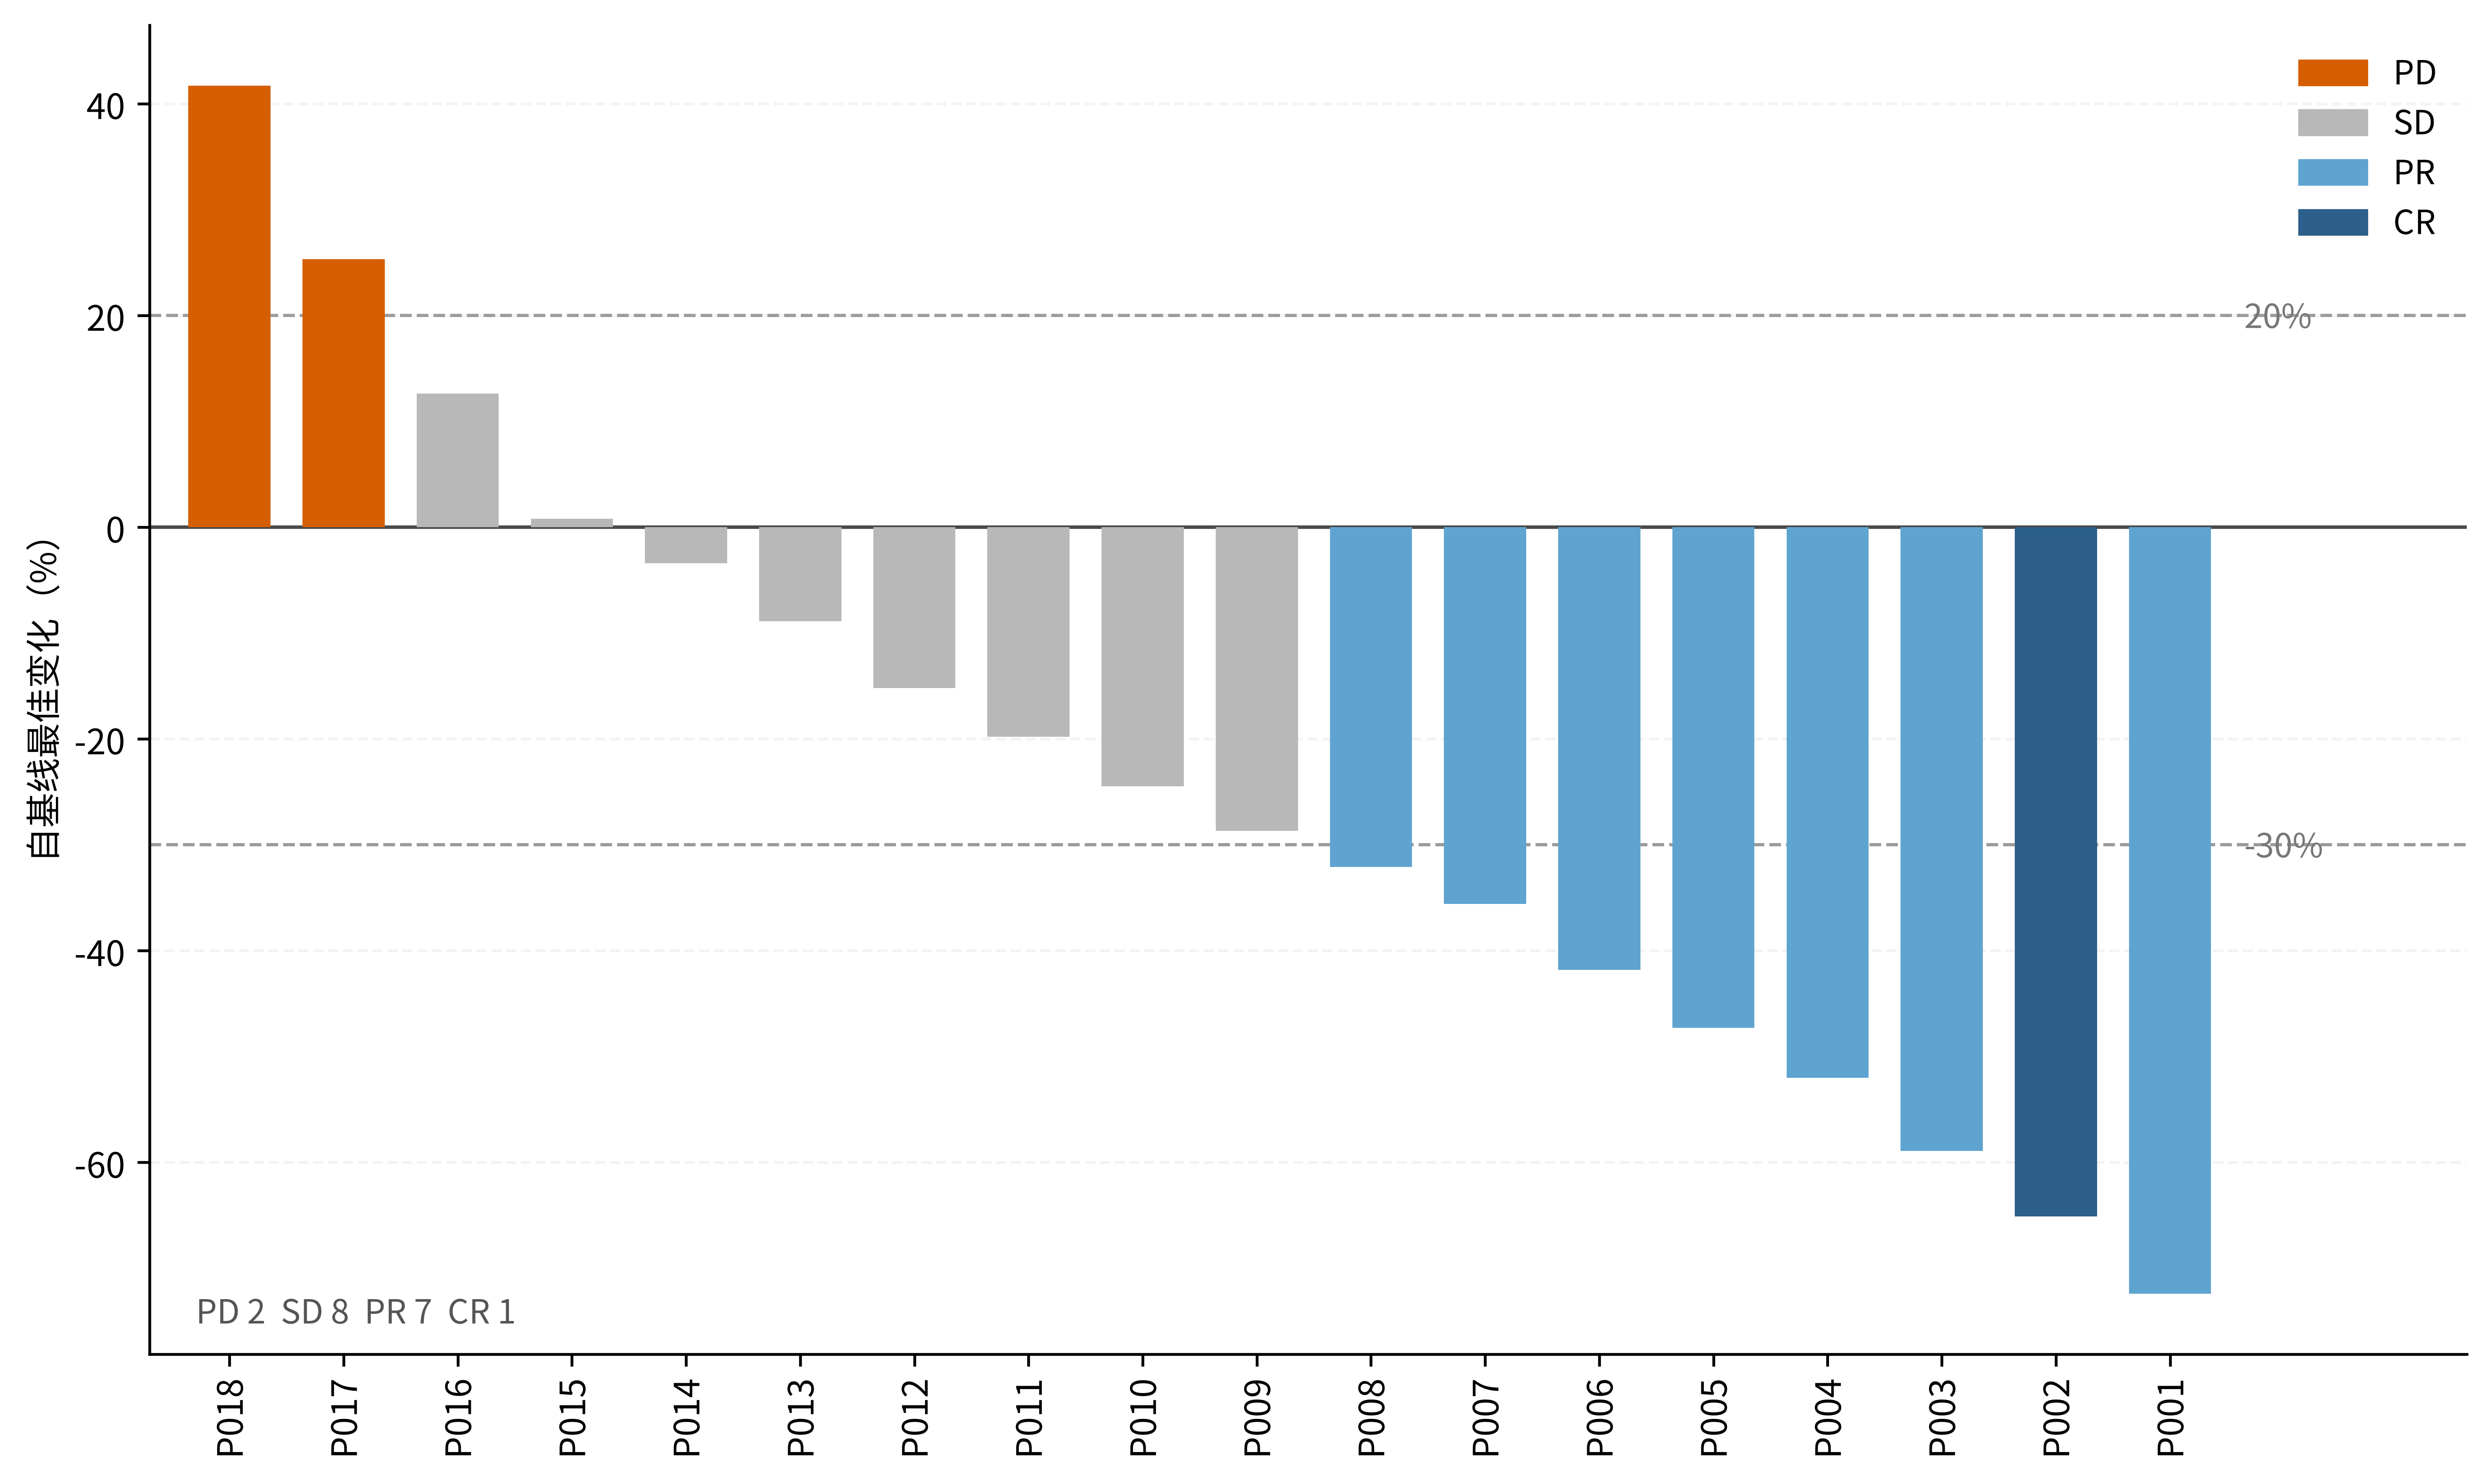 PD
SD
PR
CR
40
20
0
-20
-40
-60
自基线最佳变化（%）
20%
-30%
PD 2 SD 8 PR 7 CR 1
P018 P017 P016 P015 P014 P013 P012 P011 P010 P009 P008 P007 P006 P005 P004 P003 P002 P001